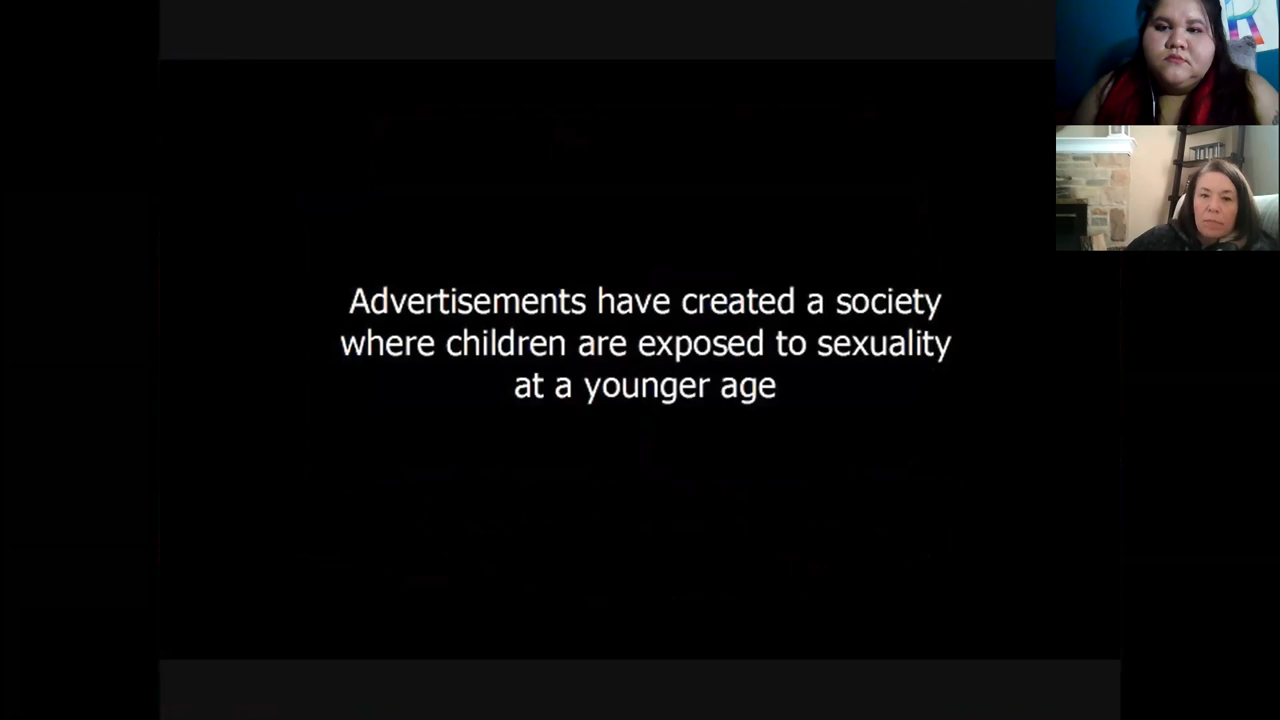 Advertisements have created a society
where children are exposed to sexuality
at a younger age